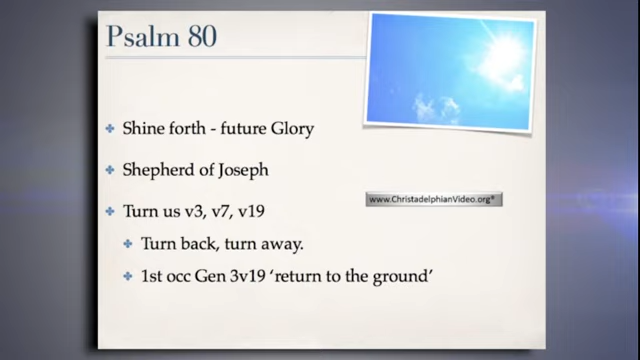 Psalm 80
Shine forth - future Glory
Shepherd of Joseph
www.ChristadelphianVideo.org®
Turn us v3, v7, v19
Turn back, turn away.
1st occ Gen 3v19 ‘return to the ground’